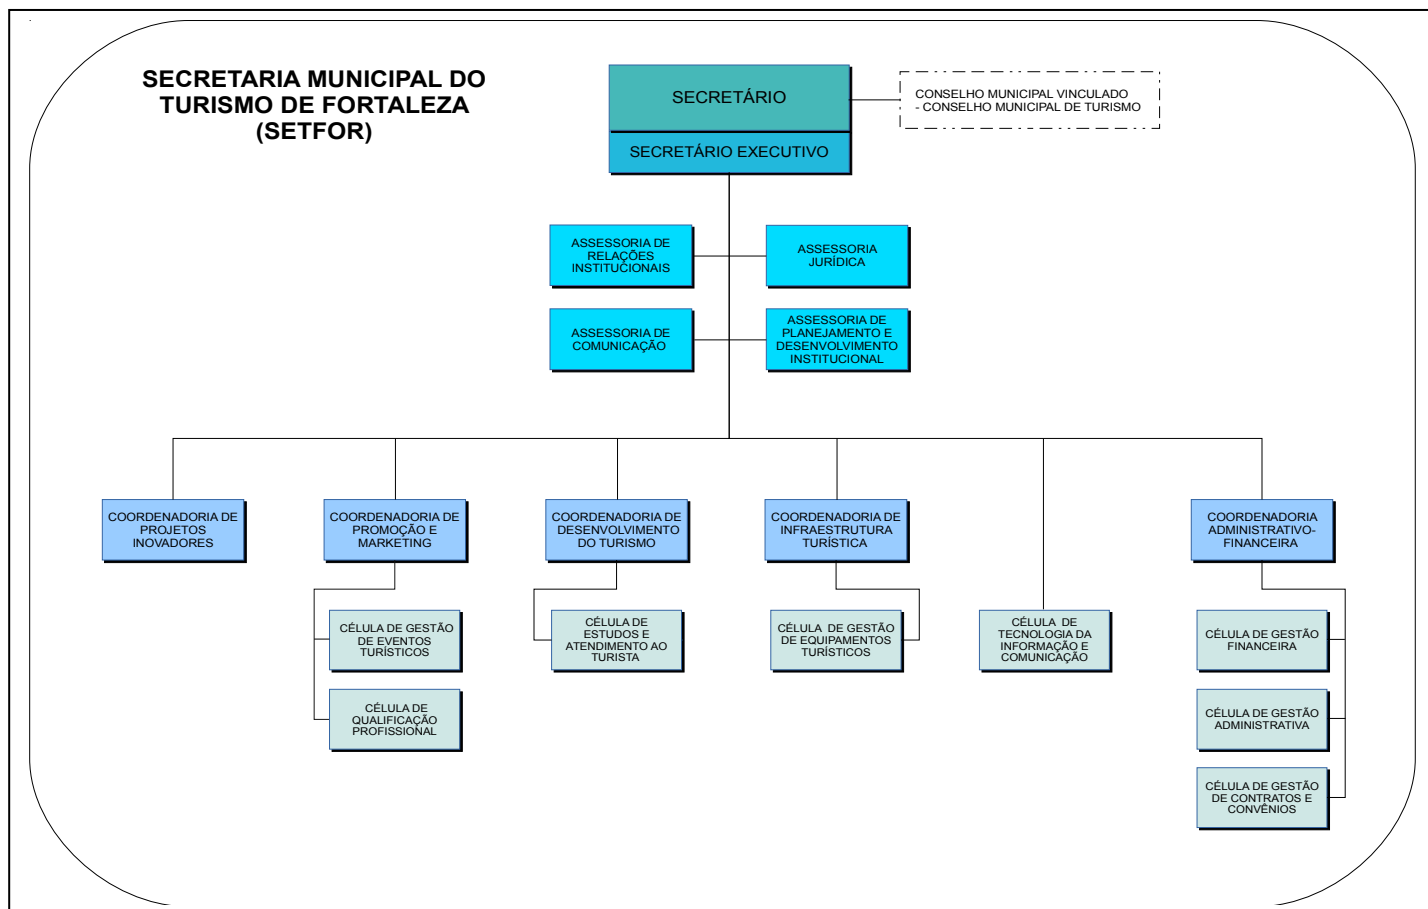 SECRETARIA MUNICIPAL DO
TURISMO DE FORTALEZA
(SETFOR)
SECRETÁRIO
SECRETÁRIO EXECUTIVO
CONSELHO MUNICIPAL VINCULADO
- CONSELHO MUNICIPAL DE TURISMO
ASSESSORIA DE
RELAÇÕES
INSTITUCIONAIS
ASSESSORIA
JURÍDICA
ASSESSORIA DE
COMUNICAÇÃO
ASSESSORIA DE
PLANEJAMENTO E
DESENVOLVIMENTO
INSTITUCIONAL
COORDENADORIA DE
PROJETOS
INOVADORES
COORDENADORIA DE
PROMOÇÃO E
MARKETING
COORDENADORIA DE
DESENVOLVIMENTO
DO TURISMO
COORDENADORIA DE
INFRAESTRUTURA
TURÍSTICA
COORDENADORIA
ADMINISTRATIVO-
FINANCEIRA
CÉLULA DE GESTÃO
DE EVENTOS
TURÍSTICOS
CÉLULA DE
ESTUDOS E
ATENDIMENTO AO
TURISTA
CÉLULA DE GESTÃO
DE EQUIPAMENTOS
TURÍSTICOS
CÉLULA DE
TECNOLOGIA DA
INFORMAÇÃO E
COMUNICAÇÃO
CÉLULA DE GESTÃO
FINANCEIRA
CÉLULA DE
QUALIFICAÇÃO
PROFISSIONAL
CÉLULA DE GESTÃO
ADMINISTRATIVA
CÉLULA DE GESTÃO
DE CONTRATOS E
CONVÊNIOS